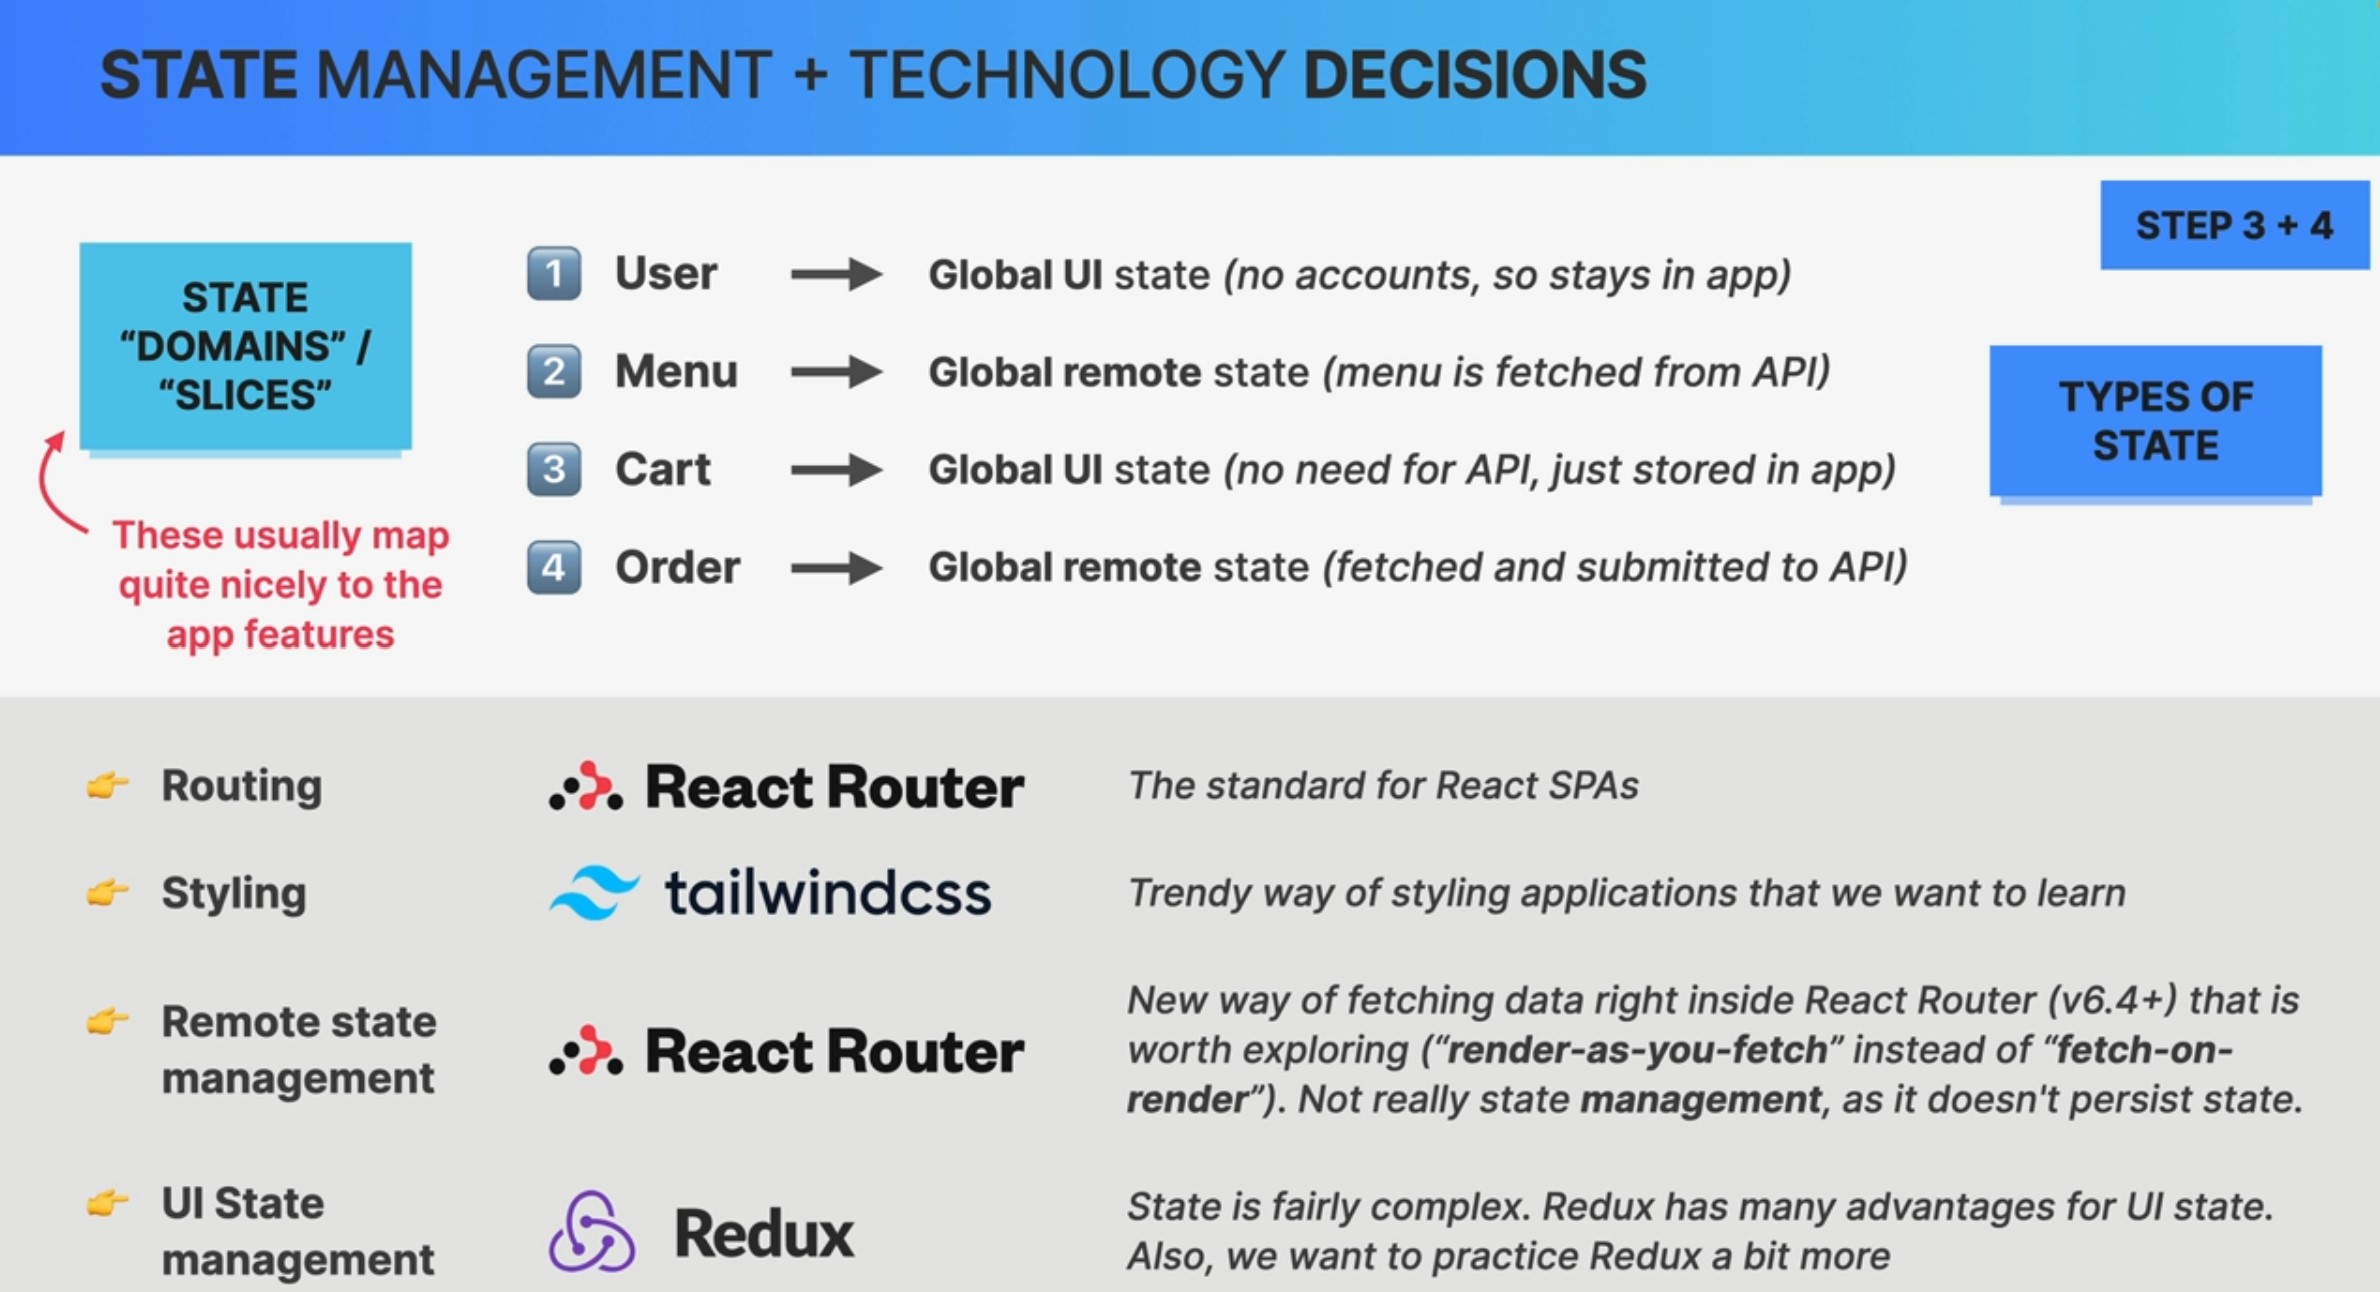 STATE MANAGEMENT + TECHNOLOGY DECISIONS
STEP 3 + 4
STATE
“DOMAINS” /
“SLICES”
These usually map
quite nicely to the
app features
1 User → Global UI state (no accounts, so stays in app)
2 Menu → Global remote state (menu is fetched from API)
3 Cart → Global UI state (no need for API, just stored in app)
4 Order → Global remote state (fetched and submitted to API)
TYPES OF
STATE
👉 Routing
React Router
The standard for React SPAs
👉 Styling
tailwindcss
Trendy way of styling applications that we want to learn
👉 Remote state
management
React Router
New way of fetching data right inside React Router (v6.4+) that is
worth exploring (“render-as-you-fetch” instead of “fetch-on-
render”). Not really state management, as it doesn't persist state.
👉 UI State
management
Redux
State is fairly complex. Redux has many advantages for UI state.
Also, we want to practice Redux a bit more